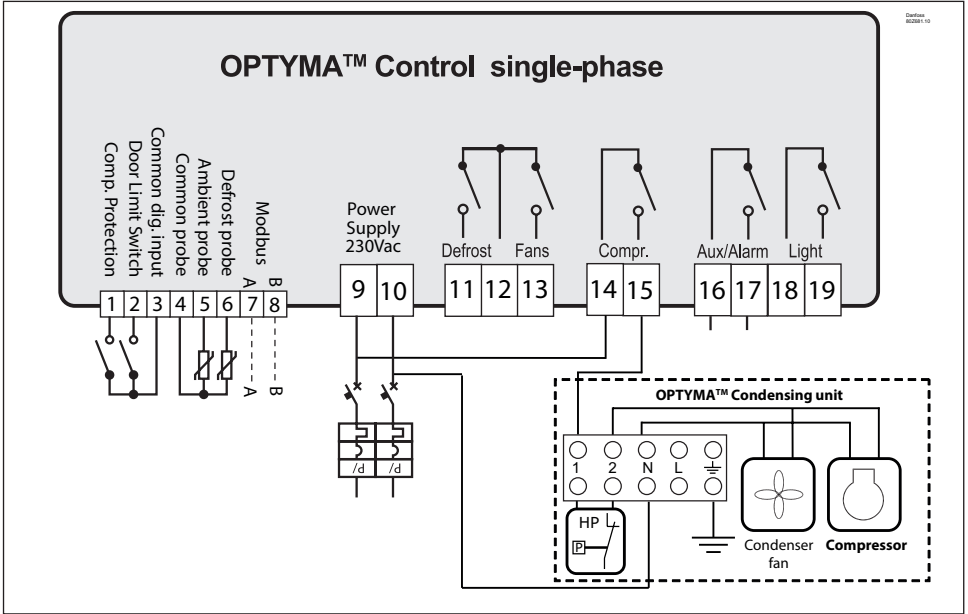 Danfoss
80Z881.10
OPTYMA™ Control single-phase
Comp. Protection
Door Limit Switch
Common dig. input
Common probe
Ambient probe
Defrost probe
Modbus
A
B
Power
Supply
230Vac
Defrost
Fans
Compr.
Aux/Alarm
Light
1
2
3
4
5
6
7
8
9
10
11
12
13
14
15
16
17
18
19
A
B
OPTYMA™ Condensing unit
1
2
N
L
HP
P
Condenser
fan
Compressor